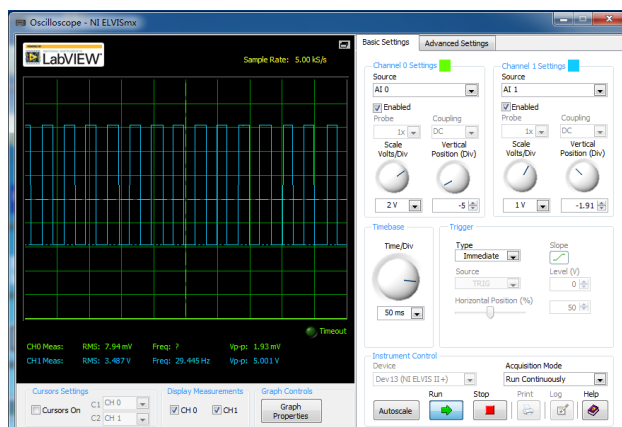 Oscilloscope - NI ELVISmx
LabVIEW
Sample Rate: 5.00 kS/s
Timeout
CH0 Meas: RMS: 7.94 mV Freq: ? Vp-p: 1.93 mV
CH1 Meas: RMS: 3.487 V Freq: 29.445 Hz Vp-p: 5.001 V
Cursors Settings
Cursors On
C1 CH 0
C2 CH 1
Display Measurements
CH 0
CH1
Graph Controls
Graph
Properties
Basic Settings
Advanced Settings
Channel 0 Settings
Source
AI 0
Enabled
Probe
Coupling
1x
DC
Scale
Volts/Div
Vertical
Position (Div)
2 V
-5
Channel 1 Settings
Source
AI 1
Enabled
Probe
Coupling
1x
DC
Scale
Volts/Div
Vertical
Position (Div)
1 V
-1.91
Timebase
Time/Div
50 ms
Trigger
Type
Immediate
Slope
Source
TRIG
Level (V)
0
Horizontal Position (%)
50
Instrument Control
Device
Dev13 (NI ELVIS II+)
Acquisition Mode
Run Continuously
Autoscale
Run
Stop
Print
Log
Help